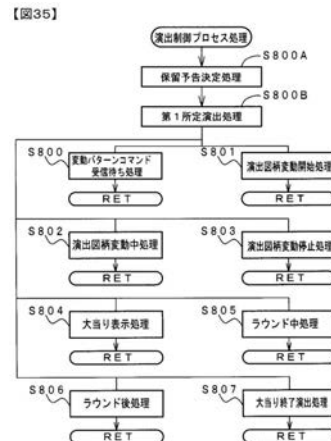 【図35】
演出制御プロセス処理
S800A
保留予告決定処理
S800B
第1所定演出処理
S800
変動パターンコマンド
受信待ち処理
RET
S801
演出図柄変動開始処理
RET
S802
演出図柄変動中処理
RET
S803
演出図柄変動停止処理
RET
S804
大当り表示処理
RET
S805
ラウンド中処理
RET
S806
ラウンド後処理
RET
S807
大当り終了演出処理
RET